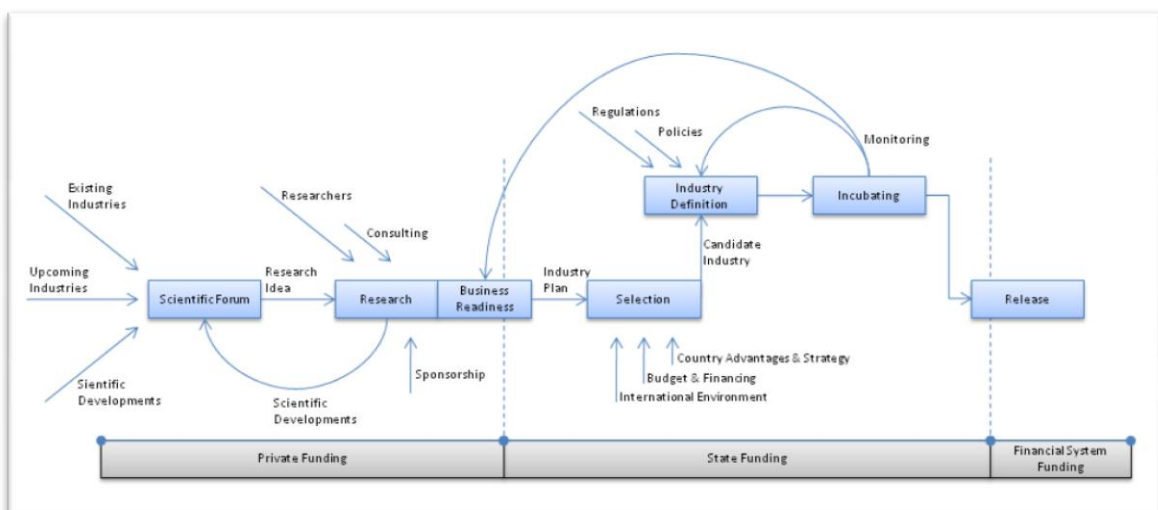 Regulations
Policies
Monitoring
Existing
Industries
Researchers
Industry
Definition
Incubating
Consulting
Candidate
Industry
Upcoming
Industries
Research
Idea
Industry
Plan
Scientific Forum
Research
Business
Readiness
Selection
Release
Country Advantages & Strategy
Sponsorship
Budget & Financing
Sientific
Developments
International Environment
Scientific
Developments
Private Funding
State Funding
Financial System
Funding